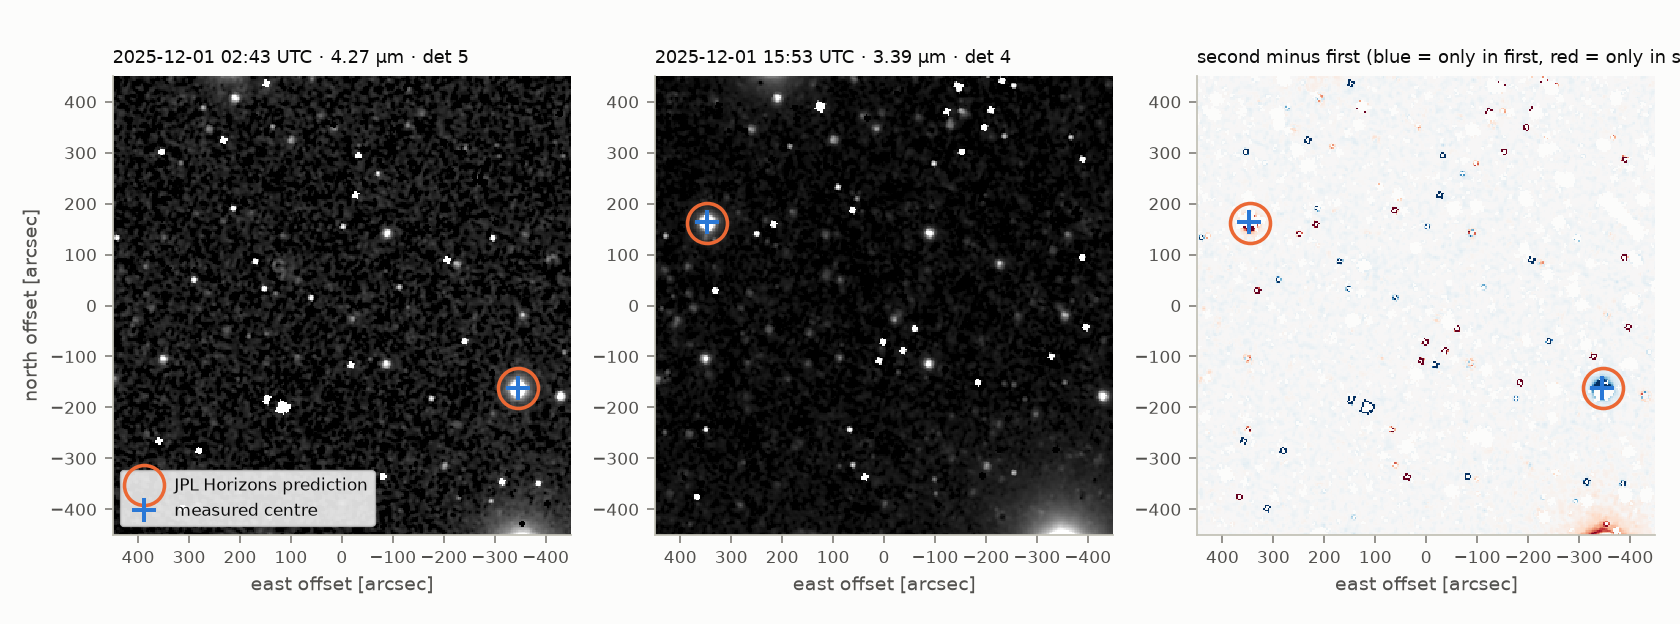 2025-12-01 02:43 UTC · 4.27 μm · det 5
2025-12-01 15:53 UTC · 3.39 μm · det 4
second minus first (blue = only in first, red = only in s
north offset [arcsec]
400
300
200
100
0
−100
−200
−300
−400
JPL Horizons prediction
measured centre
400 300 200 100 0 −100 −200 −300 −400
east offset [arcsec]
400
300
200
100
0
−100
−200
−300
−400
400 300 200 100 0 −100 −200 −300 −400
east offset [arcsec]
400
300
200
100
0
−100
−200
−300
−400
400 300 200 100 0 −100 −200 −300 −400
east offset [arcsec]